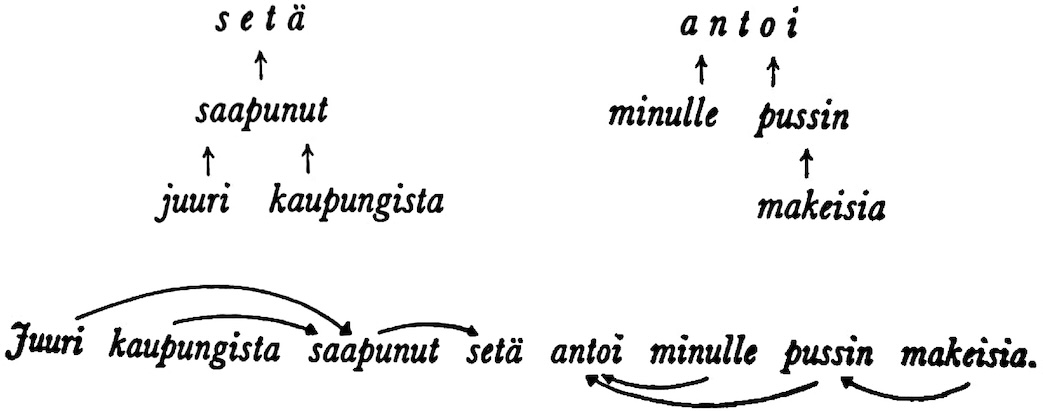 setä antoi
saapunut minulle pussin
juuri kaupungista makeisia
Juuri kaupungista saapunut setä antoi minulle pussin makeisia.